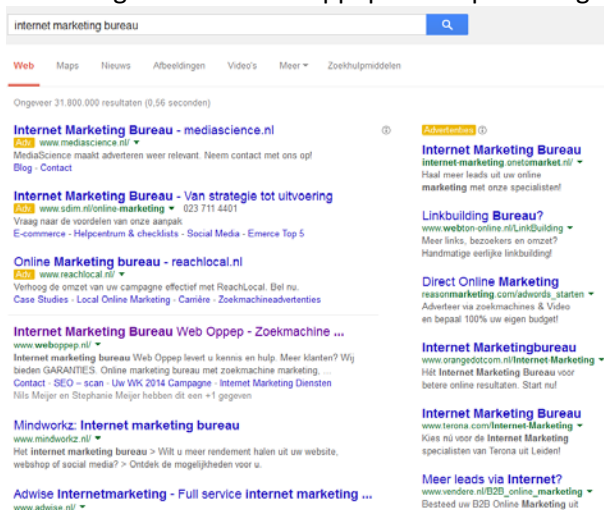 internet marketing bureau
Web Maps Nieuws Afbeeldingen Video's Meer Zoekhulpmiddelen
Ongeveer 31.800.000 resultaten (0,56 seconden)
Internet Marketing Bureau - mediascience.nl
Adv. www.mediascience.nl/
MediaScience maakt adverteren weer relevant. Neem contact met ons op!
Blog - Contact
Internet Marketing Bureau - Van strategie tot uitvoering
Adv. www.sdim.nl/online-marketing 023 711 4401
Vraag naar de voordelen van onze aanpak
E-commerce - Helpcentrum & checklists - Social Media - Emerce Top 5
Online Marketing bureau - reachlocal.nl
Adv. www.reachlocal.nl/
Verhoog de omzet van uw campagne effectief met ReachLocal. Bel nu.
Case Studies - Local Online Marketing - Carrière - Zoekmachineadvertenties
Internet Marketing Bureau Web Oppep - Zoekmachine ...
www.weboppep.nl/
Internet marketing bureau Web Oppep levert u kennis en hulp. Meer klanten? Wij
bieden GARANTIES. Online marketing bureau met zoekmachine marketing, ...
Contact - SEO – scan - Uw WK 2014 Campagne - Internet Marketing Diensten
Nils Meijer en Stephanie Meijer hebben dit een +1 gegeven
Mindworkz: Internet marketing bureau
www.mindworkz.nl/
Het internet marketing bureau > Wilt u meer rendement halen uit uw website,
webshop of social media? > Ontdek de mogelijkheden voor u.
Adwise Internetmarketing - Full service internet marketing ...
www.adwise.nl/
Advertenties
Internet Marketing Bureau
internet-marketing.onetomarket.nl/
Haal meer leads uit uw online
marketing met onze specialisten!
Linkbuilding Bureau?
www.webton-online.nl/LinkBuilding
Meer links, bezoekers en omzet?
Handmatige eerlijke linkbuilding!
Direct Online Marketing
reasonmarketing.com/adwords_starten
Adverteer via zoekmachines & Video
en bepaal 100% uw eigen budget!
Internet Marketingbureau
www.orangedotcom.nl/Internet-Marketing
Hét Internet Marketing Bureau voor
betere online resultaten. Start nu!
Internet Marketing Bureau
www.terona.com/Internet-Marketing
Kies nú voor de Internet Marketing
specialisten van Terona uit Leiden!
Meer leads via Internet?
www.vendere.nl/B2B_online_marketing
Besteed uw B2B Online Marketing uit